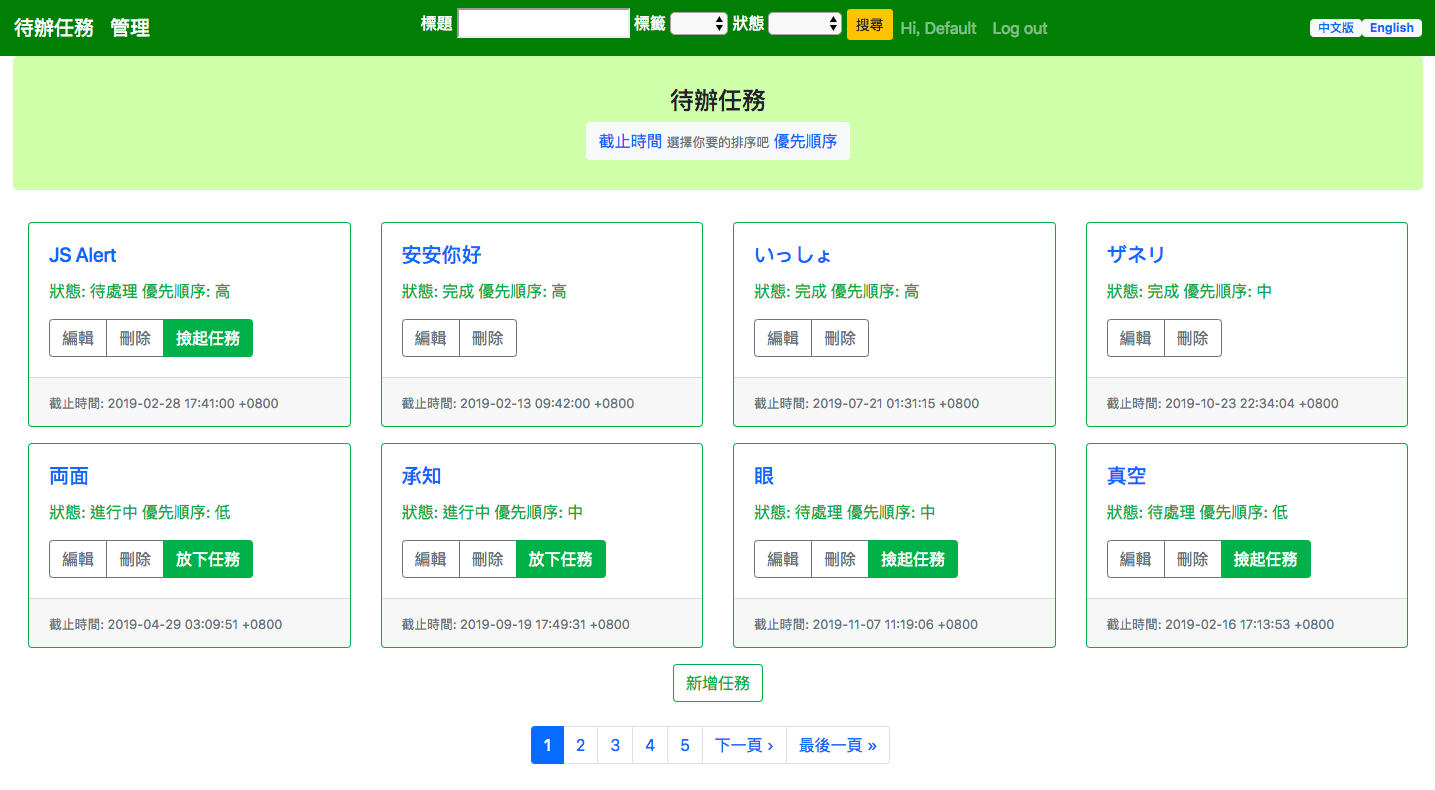 待辦任務 管理 標題 標籤 狀態 搜尋 Hi, Default Log out 中文版 English
待辦任務
截止時間 選擇你要的排序吧 優先順序
JS Alert
狀態: 待處理 優先順序: 高
編輯 刪除 撿起任務
截止時間: 2019-02-28 17:41:00 +0800
安安你好
狀態: 完成 優先順序: 高
編輯 刪除
截止時間: 2019-02-13 09:42:00 +0800
いっしょ
狀態: 完成 優先順序: 高
編輯 刪除
截止時間: 2019-07-21 01:31:15 +0800
ザネリ
狀態: 完成 優先順序: 中
編輯 刪除
截止時間: 2019-10-23 22:34:04 +0800
両面
狀態: 進行中 優先順序: 低
編輯 刪除 放下任務
截止時間: 2019-04-29 03:09:51 +0800
承知
狀態: 進行中 優先順序: 中
編輯 刪除 放下任務
截止時間: 2019-09-19 17:49:31 +0800
眼
狀態: 待處理 優先順序: 中
編輯 刪除 撿起任務
截止時間: 2019-11-07 11:19:06 +0800
真空
狀態: 待處理 優先順序: 低
編輯 刪除 撿起任務
截止時間: 2019-02-16 17:13:53 +0800
新增任務
1 2 3 4 5 下一頁 › 最後一頁 »